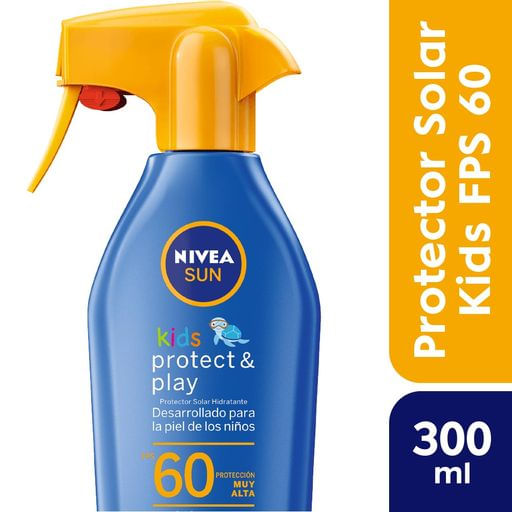 NIVEA
SUN
kids
protect &
play
Protector Solar Hidratante
Desarrollado para
la piel de los niños
FPS
60
PROTECCIÓN
MUY
ALTA
Protector Solar
Kids FPS 60
300
ml